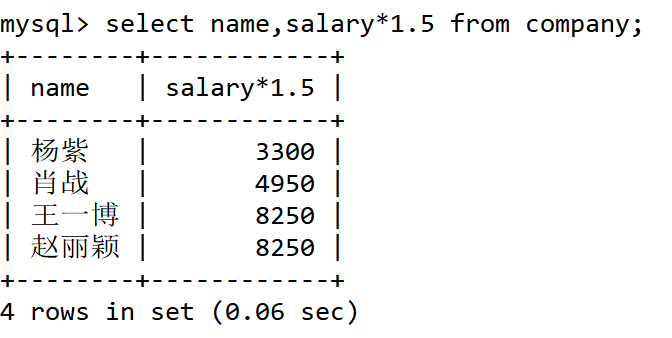 mysql> select name,salary*1.5 from company;
+--------+------------+
| name   | salary*1.5 |
+--------+------------+
| 杨紫   |       3300 |
| 肖战   |       4950 |
| 王一博 |       8250 |
| 赵丽颖 |       8250 |
+--------+------------+
4 rows in set (0.06 sec)